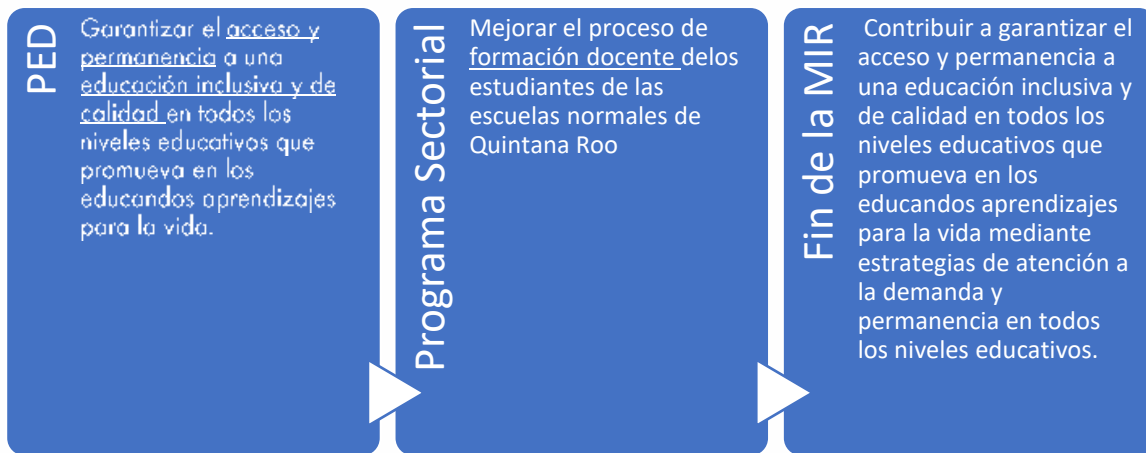 PED
Garantizar el acceso y
permanencia a una
educación inclusiva y de
calidad en todos los
niveles educativos que
promueva en los
educandos aprendizajes
para la vida.
Programa Sectorial
Mejorar el proceso de
formación docente delos
estudiantes de las
escuelas normales de
Quintana Roo
Fin de la MIR
Contribuir a garantizar el
acceso y permanencia a
una educación inclusiva y
de calidad en todos los
niveles educativos que
promueva en los
educandos aprendizajes
para la vida mediante
estrategias de atención a
la demanda y
permanencia en todos
los niveles educativos.